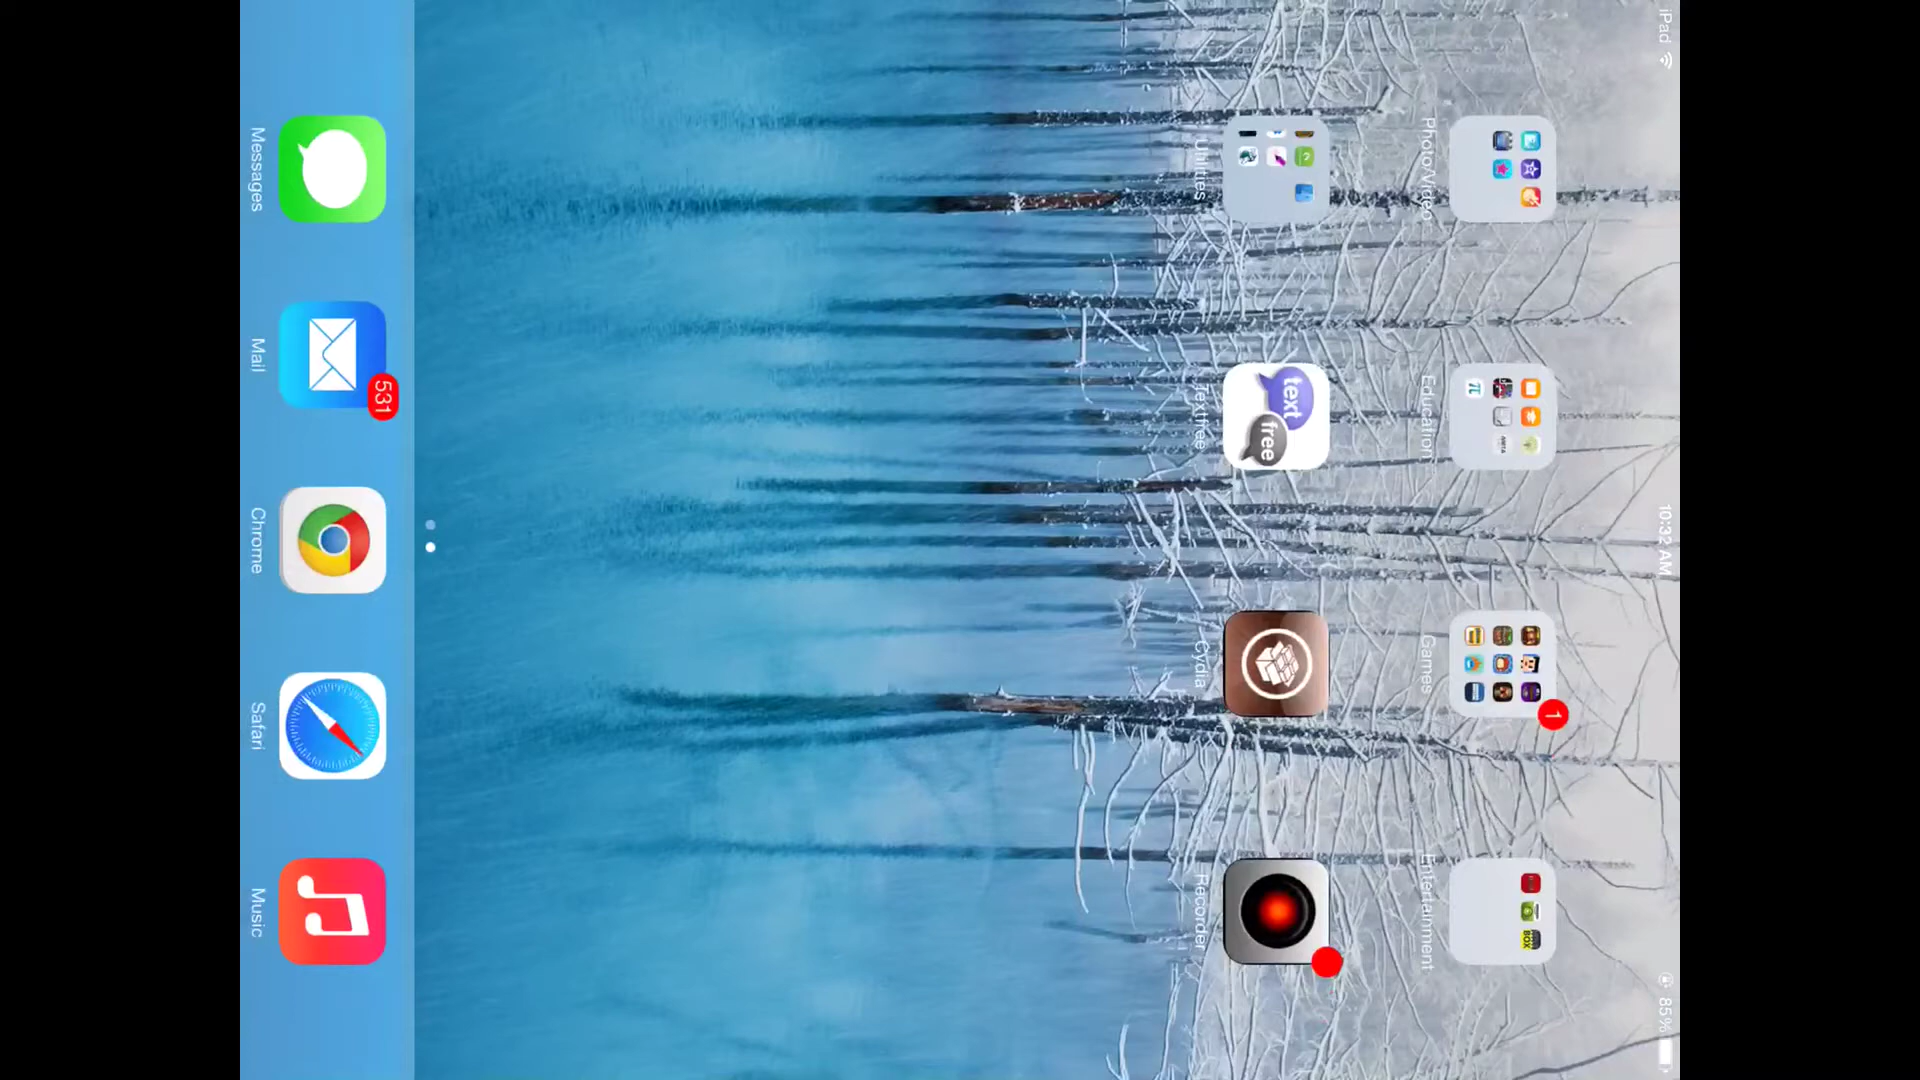 iPad
10:32 AM
85%
Photo/Video
Education
Games
1
Entertainment
BOX
Utilities
text
free
Textfree
Cydia
Recorder
Messages
Mail
531
Chrome
Safari
Music